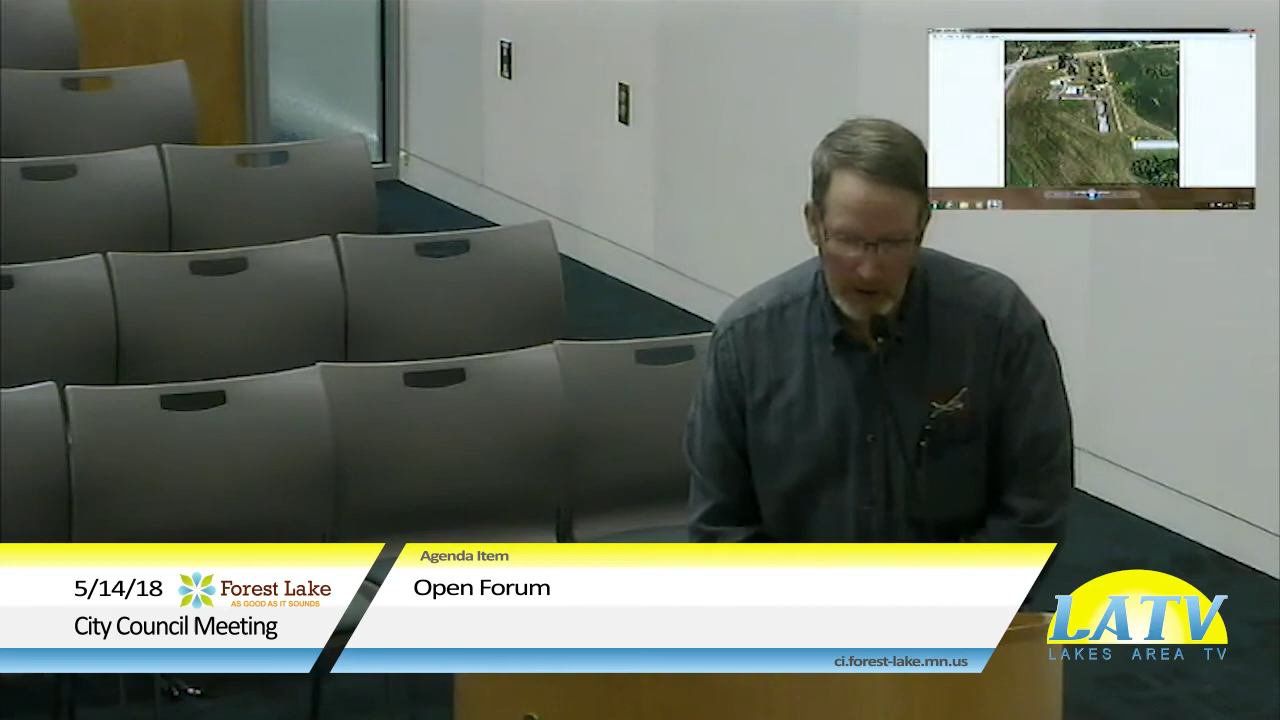 Agenda Item
5/14/18
Forest Lake
AS GOOD AS IT SOUNDS
Open Forum
City Council Meeting
ci.forest-lake.mn.us
LATV
LAKES AREA TV